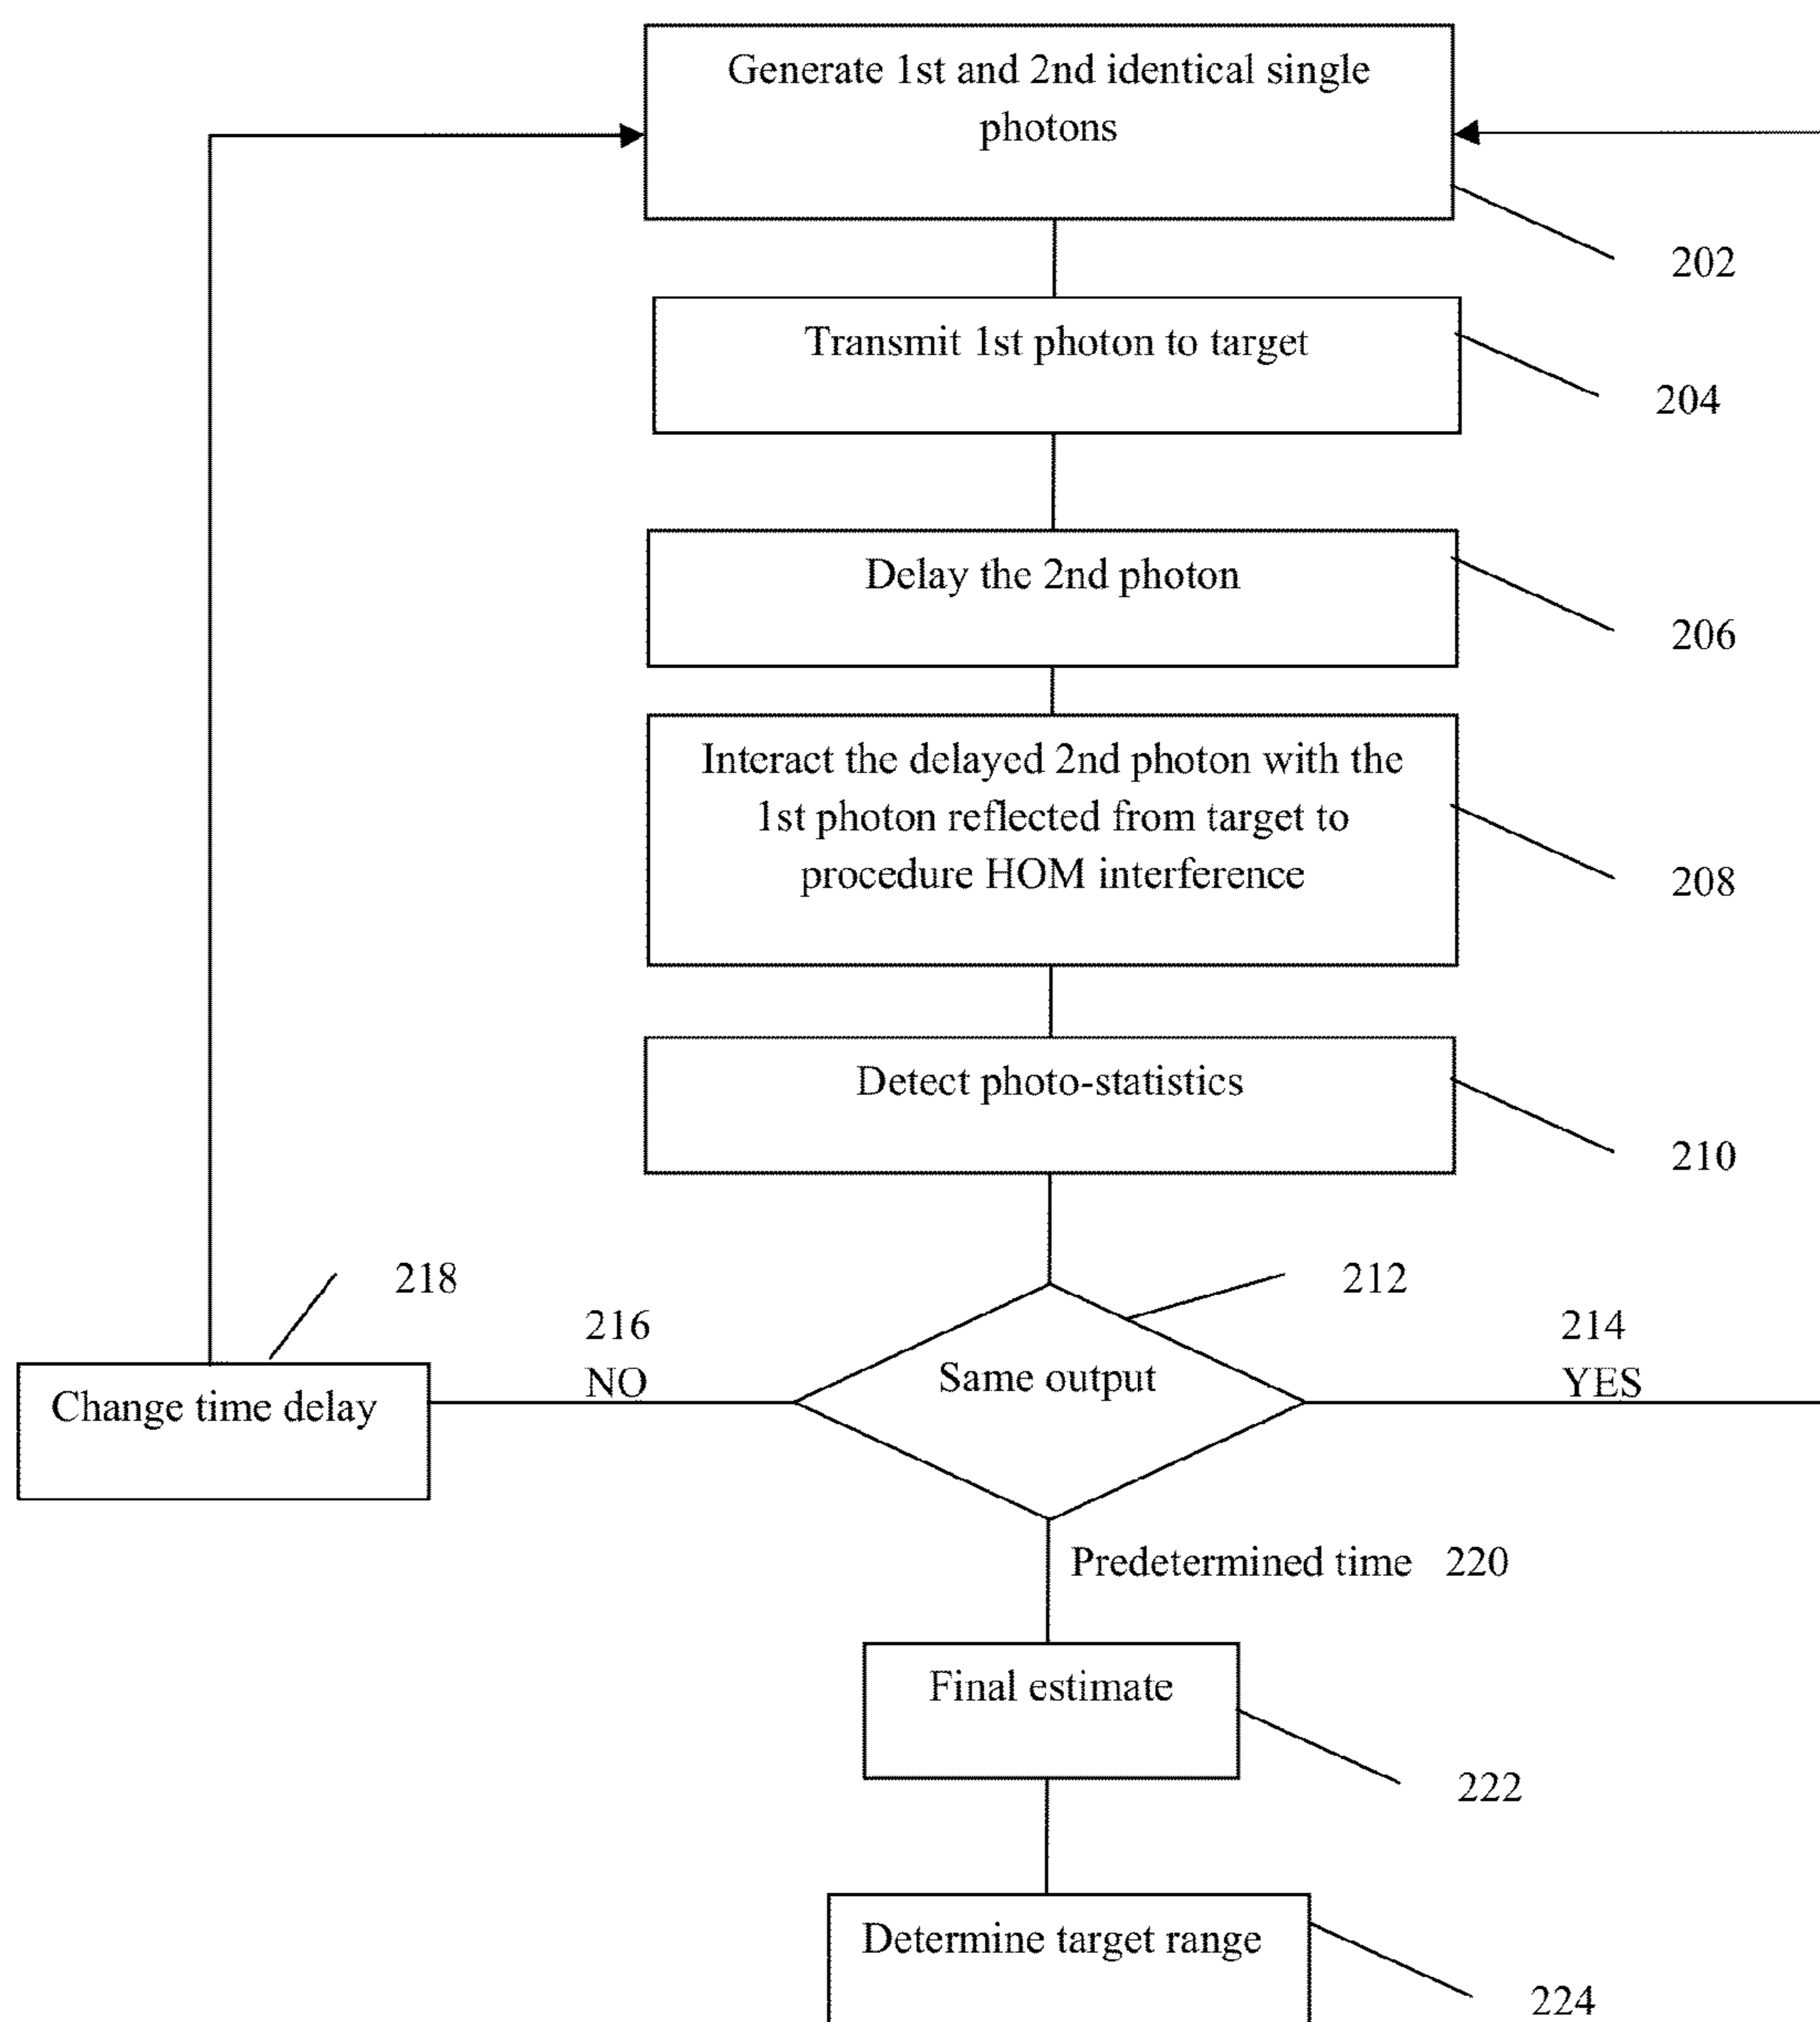 Generate 1st and 2nd identical single
photons
202
Transmit 1st photon to target
204
Delay the 2nd photon
206
Interact the delayed 2nd photon with the
1st photon reflected from target to
procedure HOM interference
208
Detect photo-statistics
210
218
212
216
NO
214
YES
Change time delay
Same output
Predetermined time 220
Final estimate
222
Determine target range
224